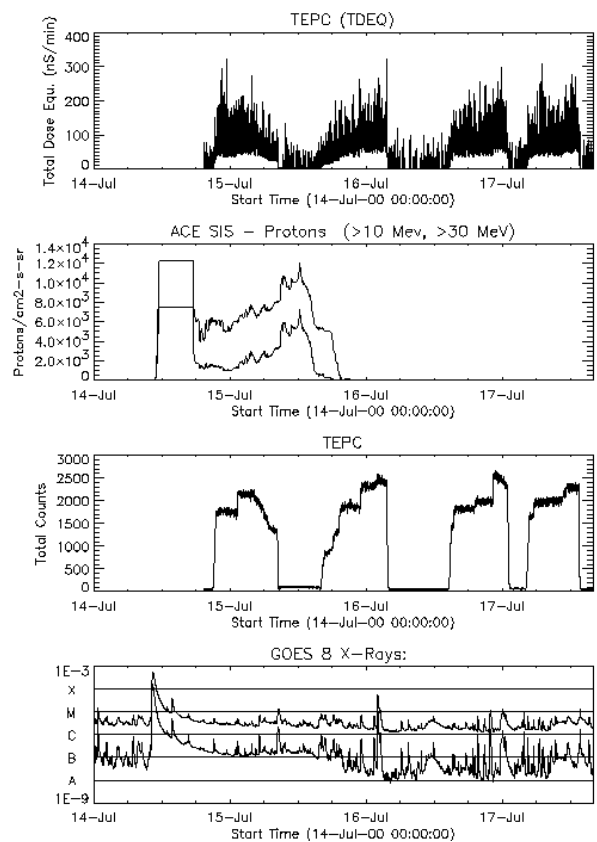 TEPC (TDEQ)
Total Dose Equ. (nS/min)
400
300
200
100
0
14-Jul 15-Jul 16-Jul 17-Jul
Start Time (14-Jul-00 00:00:00)
ACE SIS - Protons (>10 Mev, >30 MeV)
Protons/cm2-s-sr
1.4×10⁴
1.2×10⁴
1.0×10⁴
8.0×10³
6.0×10³
4.0×10³
2.0×10³
0
14-Jul 15-Jul 16-Jul 17-Jul
Start Time (14-Jul-00 00:00:00)
TEPC
Total Counts
3000
2500
2000
1500
1000
500
0
14-Jul 15-Jul 16-Jul 17-Jul
Start Time (14-Jul-00 00:00:00)
GOES 8 X-Rays:
1E-3
X
M
C
B
A
1E-9
14-Jul 15-Jul 16-Jul 17-Jul
Start Time (14-Jul-00 00:00:00)